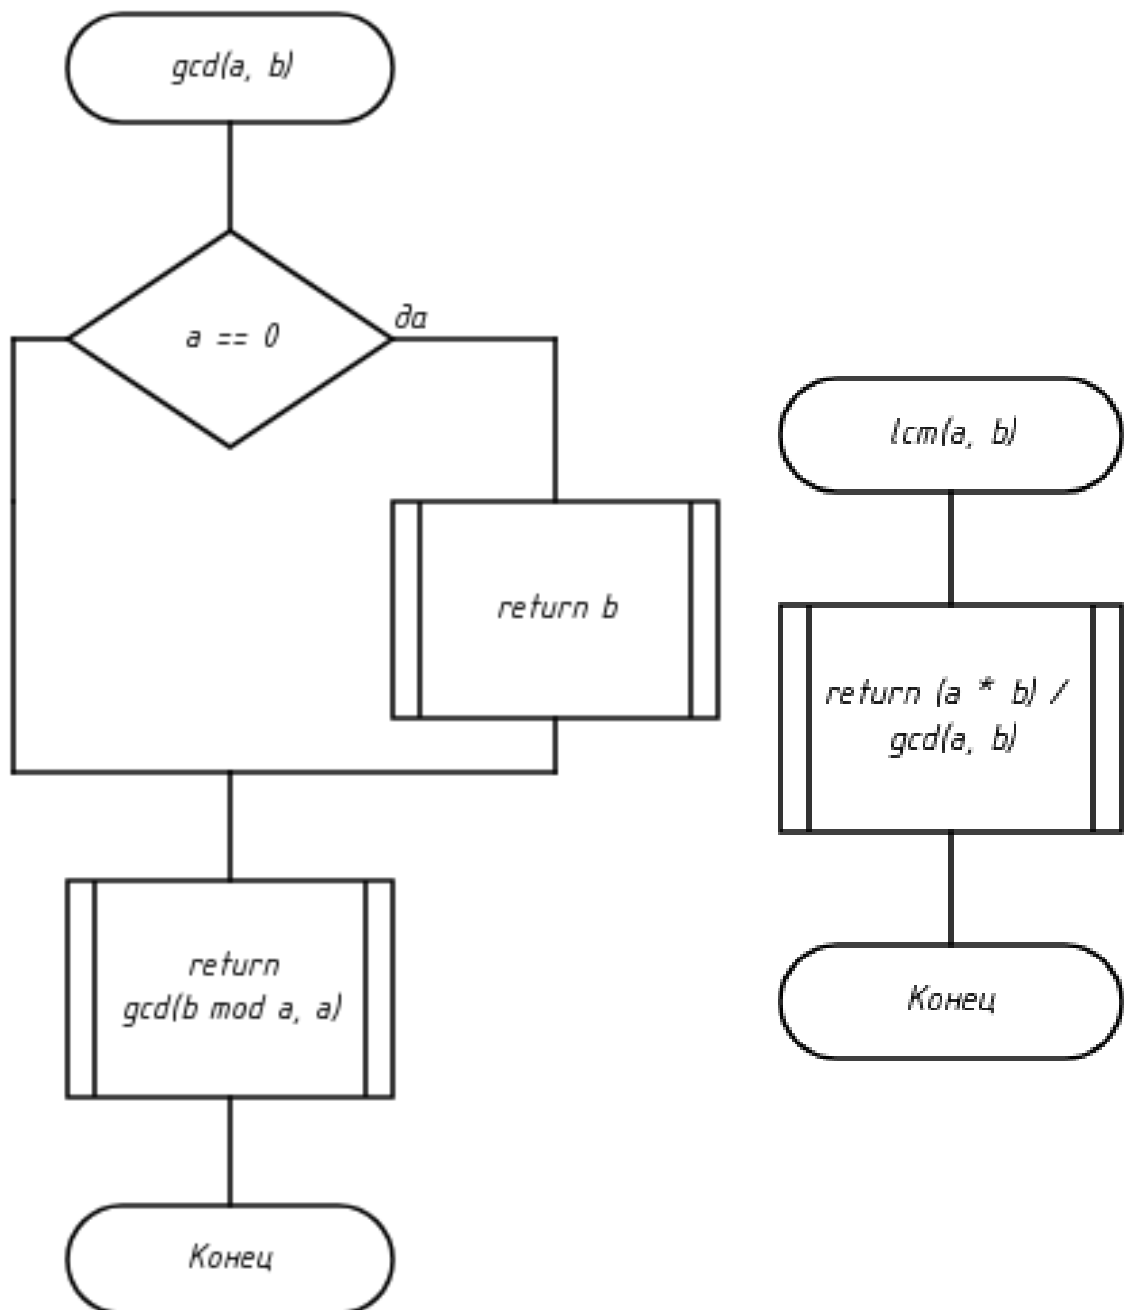 gcd(a, b)
a == 0
да
return b
return
gcd(b mod a, a)
Конец
lcm(a, b)
return (a * b) /
gcd(a, b)
Конец